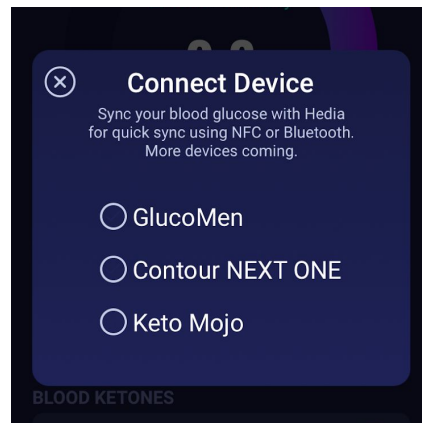 Connect Device
Sync your blood glucose with Hedia
for quick sync using NFC or Bluetooth.
More devices coming.
GlucoMen
Contour NEXT ONE
Keto Mojo
BLOOD KETONES